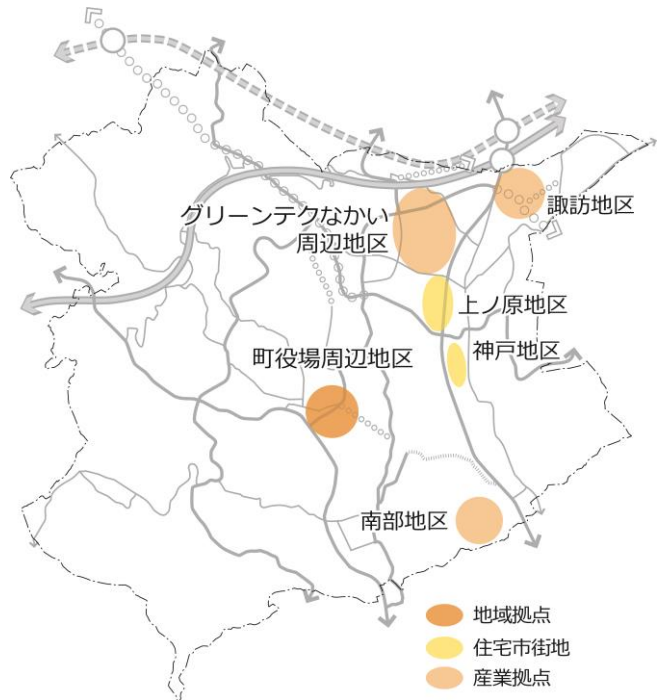 諏訪地区
グリーンテクなかい
周辺地区
上ノ原地区
神戸地区
町役場周辺地区
南部地区
地域拠点
住宅市街地
産業拠点